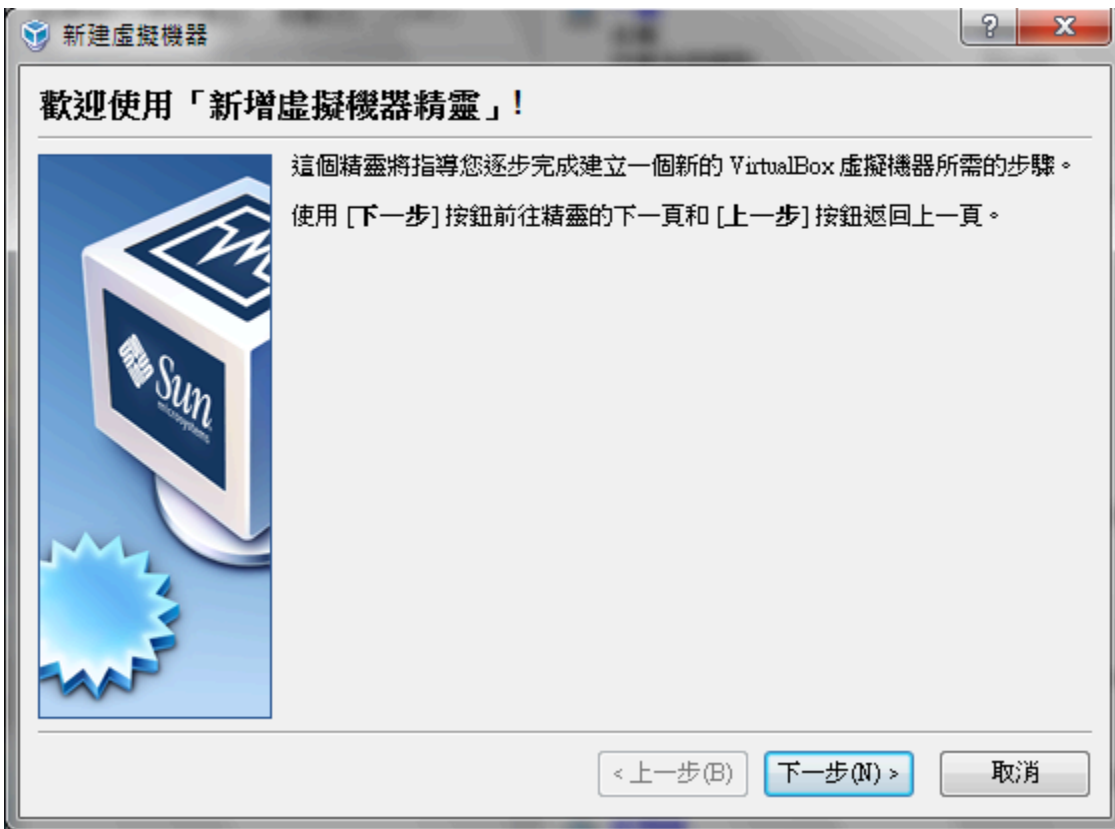 新建虛擬機器
歡迎使用「新增虛擬機器精靈」!
這個精靈將指導您逐步完成建立一個新的 VirtualBox 虛擬機器所需的步驟。
使用 [下一步] 按鈕前往精靈的下一頁和 [上一步] 按鈕返回上一頁。
Sun
microsystems
< 上一步(B)
下一步(N) >
取消